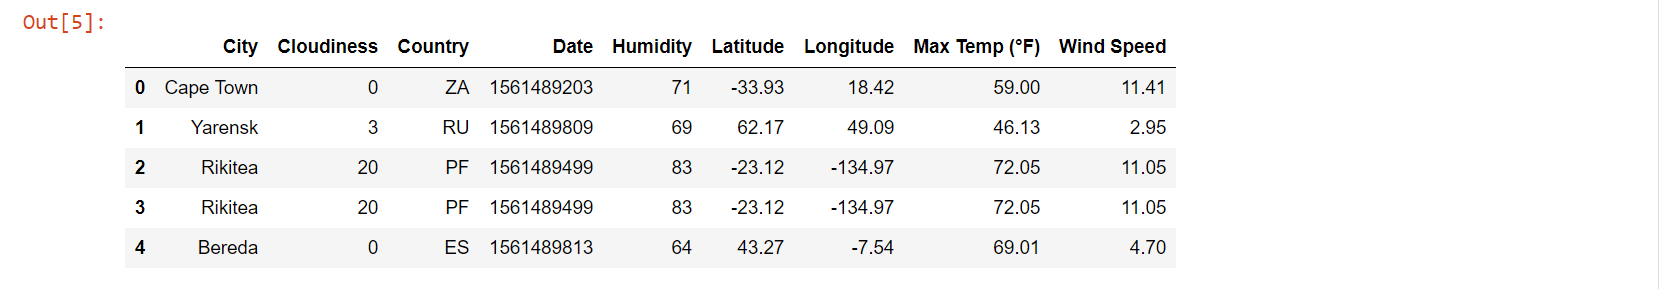 Out[5]:
City Cloudiness Country Date Humidity Latitude Longitude Max Temp (°F) Wind Speed
0 Cape Town 0 ZA 1561489203 71 -33.93 18.42 59.00 11.41
1 Yarensk 3 RU 1561489809 69 62.17 49.09 46.13 2.95
2 Rikitea 20 PF 1561489499 83 -23.12 -134.97 72.05 11.05
3 Rikitea 20 PF 1561489499 83 -23.12 -134.97 72.05 11.05
4 Bereda 0 ES 1561489813 64 43.27 -7.54 69.01 4.70